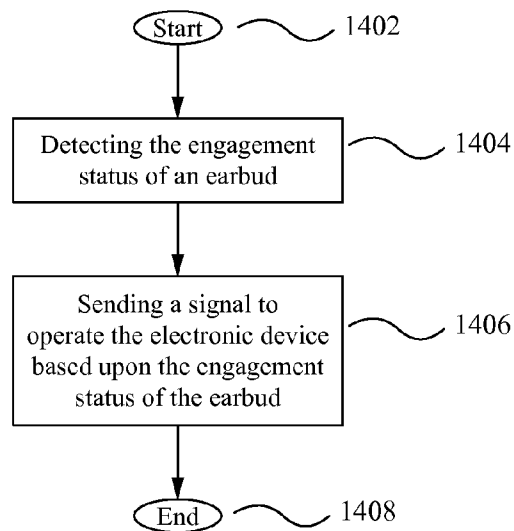 Start
1402
Detecting the engagement
status of an earbud
1404
Sending a signal to
operate the electronic device
based upon the engagement
status of the earbud
1406
End
1408